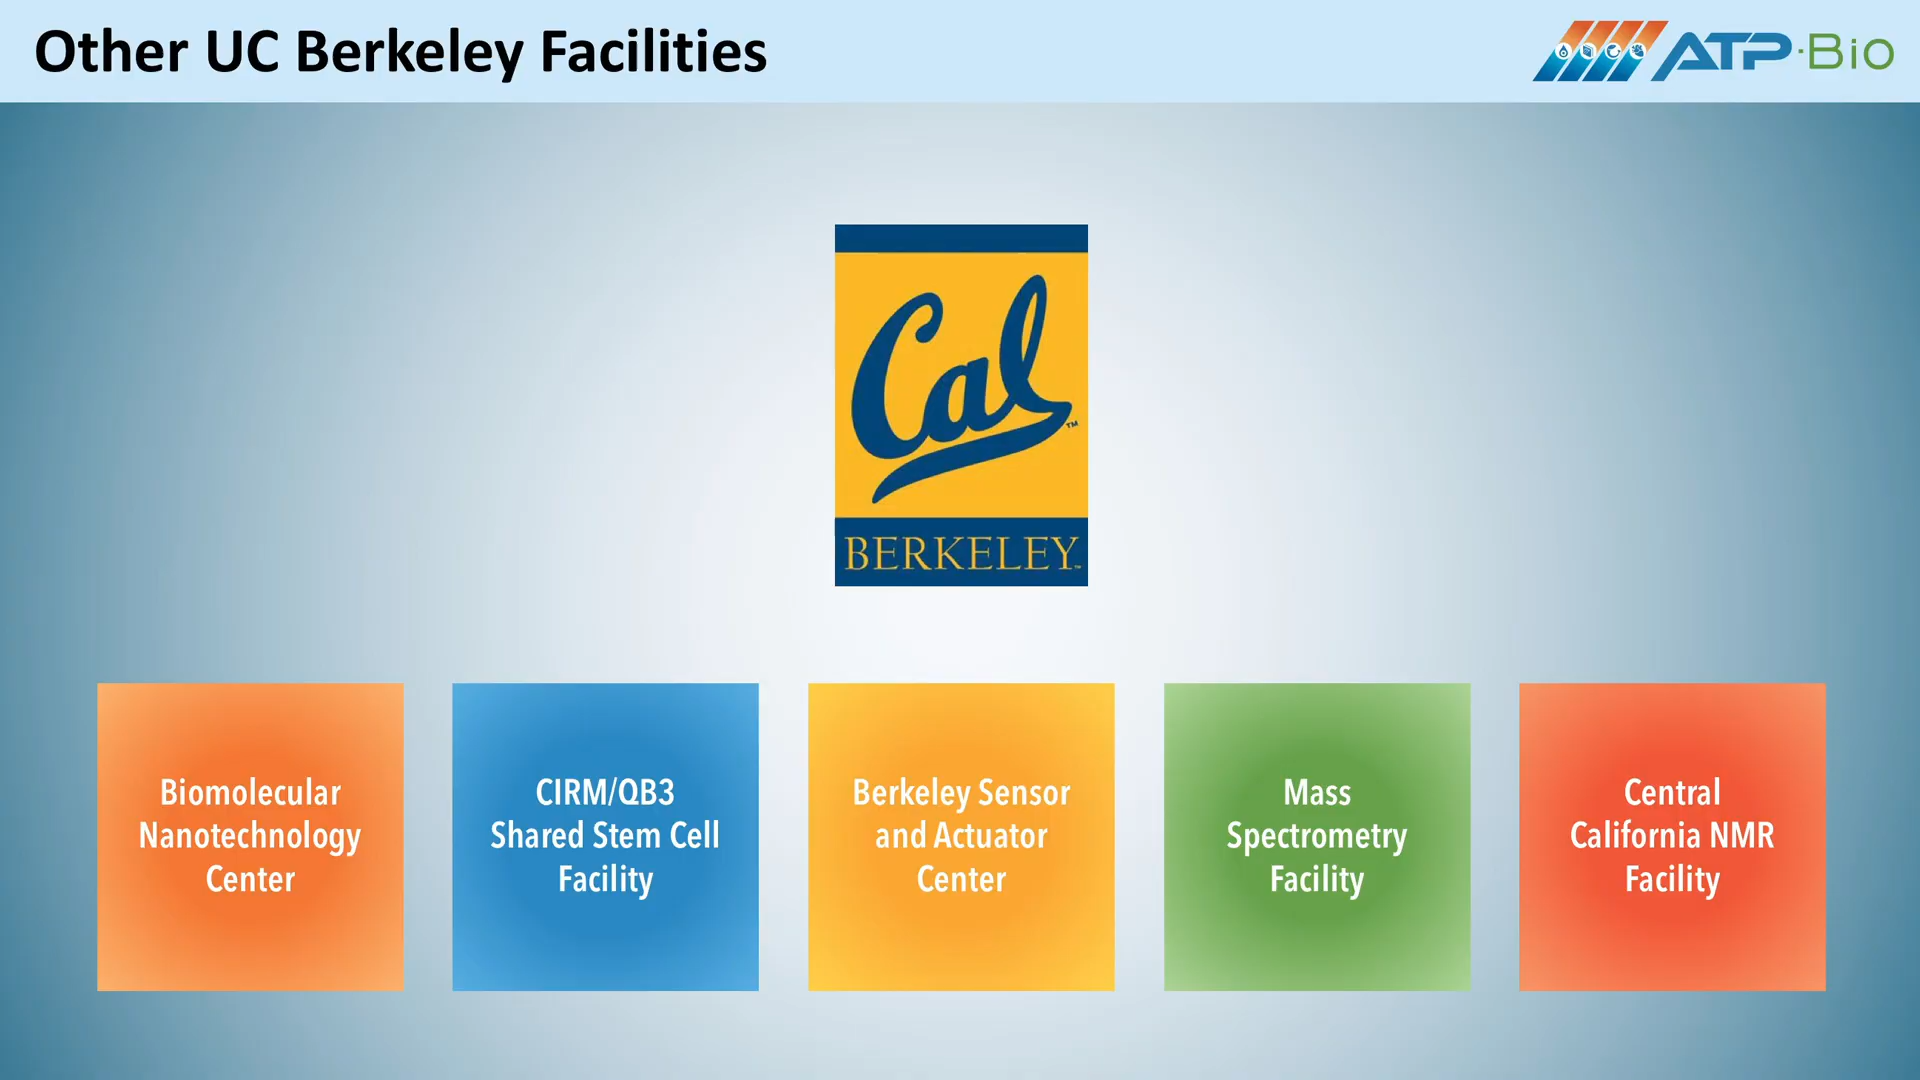 Other UC Berkeley Facilities
ATP·Bio
Cal
BERKELEY
Biomolecular
Nanotechnology
Center
CIRM/QB3
Shared Stem Cell
Facility
Berkeley Sensor
and Actuator
Center
Mass
Spectrometry
Facility
Central
California NMR
Facility